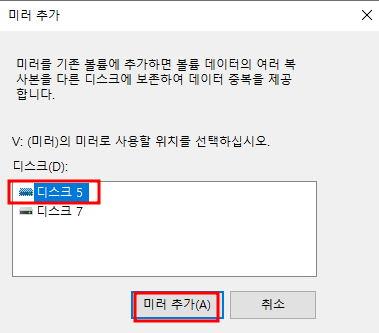 미러 추가
미러를 기존 볼륨에 추가하면 볼륨 데이터의 여러 복
사본을 다른 디스크에 보존하여 데이터 중복을 제공
합니다.
V: (미러)의 미러로 사용할 위치를 선택하십시오.
디스크(D):
디스크 5
디스크 7
미러 추가(A)
취소